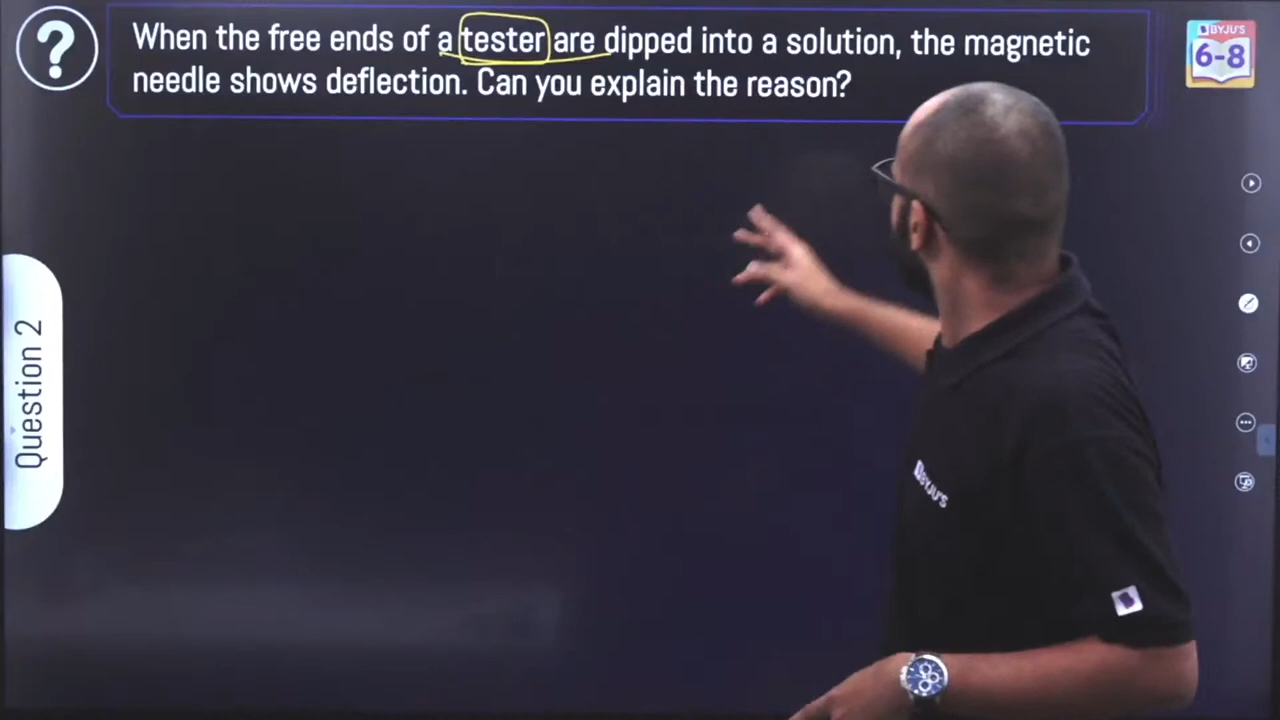 ?
When the free ends of a tester are dipped into a solution, the magnetic
needle shows deflection. Can you explain the reason?
BYJU'S
6-8
Question 2
BYJU'S